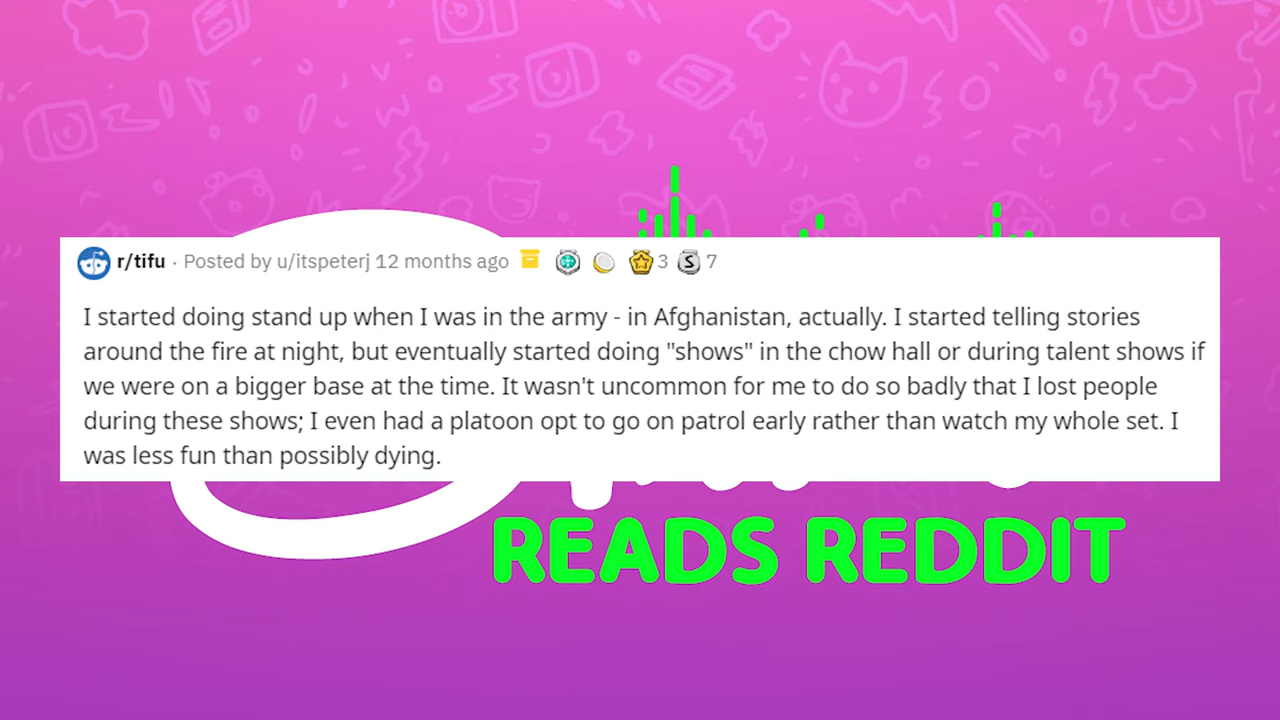 r/tifu · Posted by u/itspeterj 12 months ago 3 S 7
I started doing stand up when I was in the army - in Afghanistan, actually. I started telling stories
around the fire at night, but eventually started doing "shows" in the chow hall or during talent shows if
we were on a bigger base at the time. It wasn't uncommon for me to do so badly that I lost people
during these shows; I even had a platoon opt to go on patrol early rather than watch my whole set. I
was less fun than possibly dying.
READS REDDIT